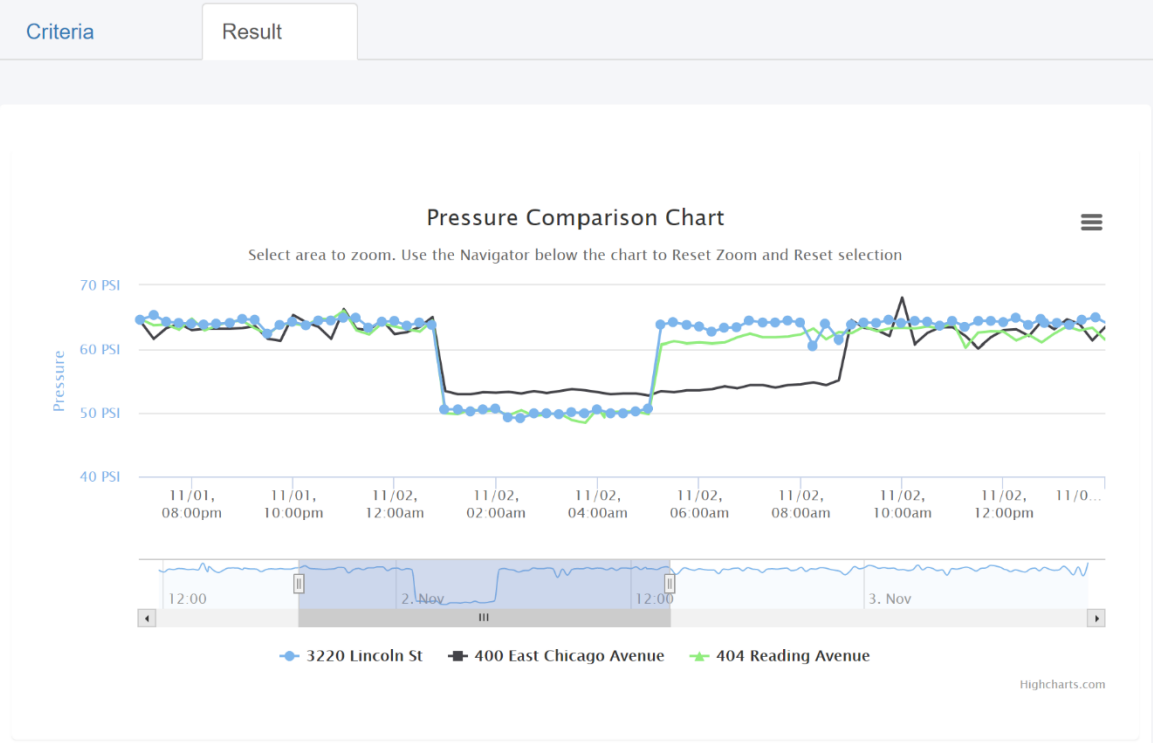 Criteria
Result
Pressure Comparison Chart
Select area to zoom. Use the Navigator below the chart to Reset Zoom and Reset selection
70 PSI
60 PSI
50 PSI
40 PSI
Pressure
11/01, 11/01, 11/02, 11/02, 11/02, 11/02, 11/02, 11/02, 11/02, 11/0...
08:00pm 10:00pm 12:00am 02:00am 04:00am 06:00am 08:00am 10:00am 12:00pm
12:00 2. Nov 12:00 3. Nov
3220 Lincoln St 400 East Chicago Avenue 404 Reading Avenue
Highcharts.com